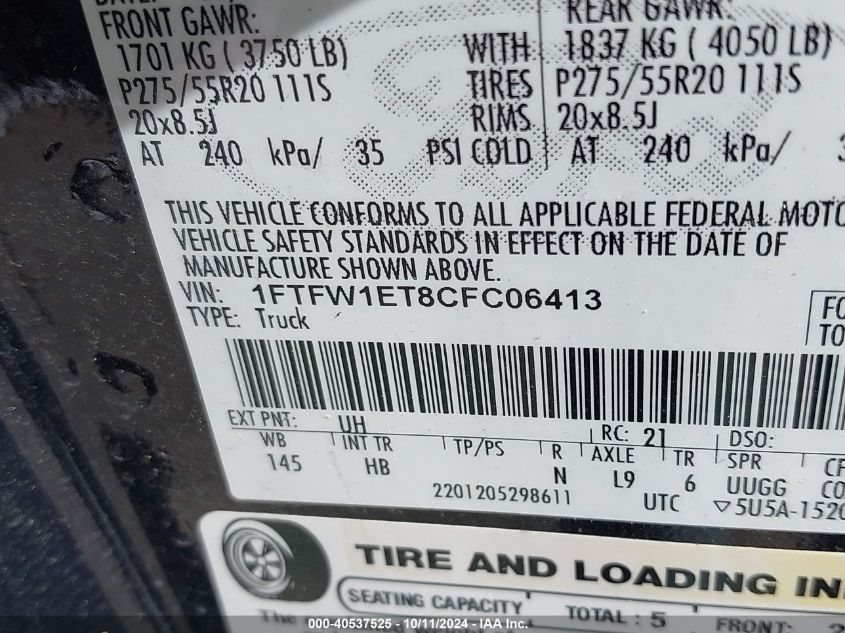 FRONT GAWR:
REAR GAWR:
1701 KG ( 3750 LB)
WITH
1837 KG ( 4050 LB)
P275/55R20 111S
TIRES
P275/55R20 111S
20x8.5J
RIMS
20x8.5J
AT 240 kPa/ 35 PSI COLD
AT 240 kPa/
THIS VEHICLE CONFORMS TO ALL APPLICABLE FEDERAL MOTO
VEHICLE SAFETY STANDARDS IN EFFECT ON THE DATE OF
MANUFACTURE SHOWN ABOVE.
VIN: 1FTFW1ET8CFC06413
TYPE: Truck
FO
TO
EXT PNT: UH
RC: 21
DSO:
WB
INT TR
TP/PS
R
AXLE
TR
SPR
145
HB
N
L9
6
UUGG
2201205298611
UTC
▽5U5A-1520
TIRE AND LOADING IN
SEATING CAPACITY
TOTAL : 5
FRONT: 2
The
000-40537525 - 10/11/2024 - IAA Inc.